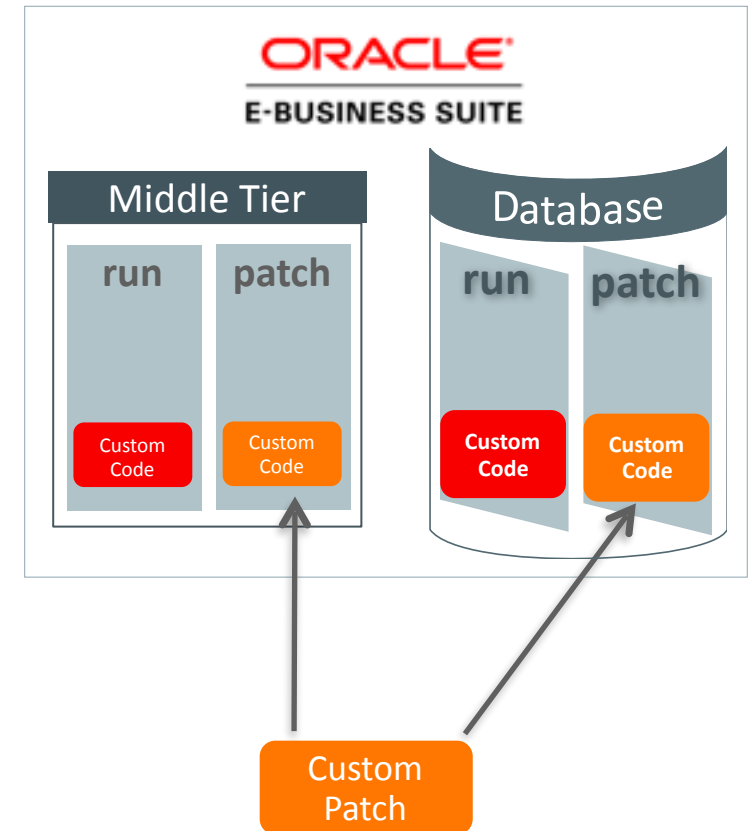 ORACLE
E-BUSINESS SUITE
Middle Tier
run
patch
Custom
Code
Custom
Code
Database
run
patch
Custom
Code
Custom
Code
Custom
Patch